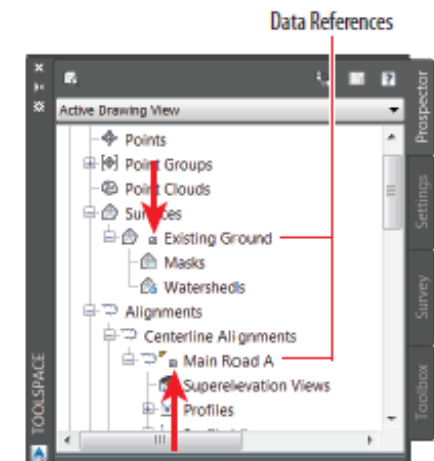 Data References
Active Drawing View
Points
Point Groups
Point Clouds
Existing Ground
Masks
Watersheds
Alignments
Centerline Alignments
Main Road A
Superelevation Views
Profiles
Prospector
Settings
Survey
Toolbox
TOOLSPACE